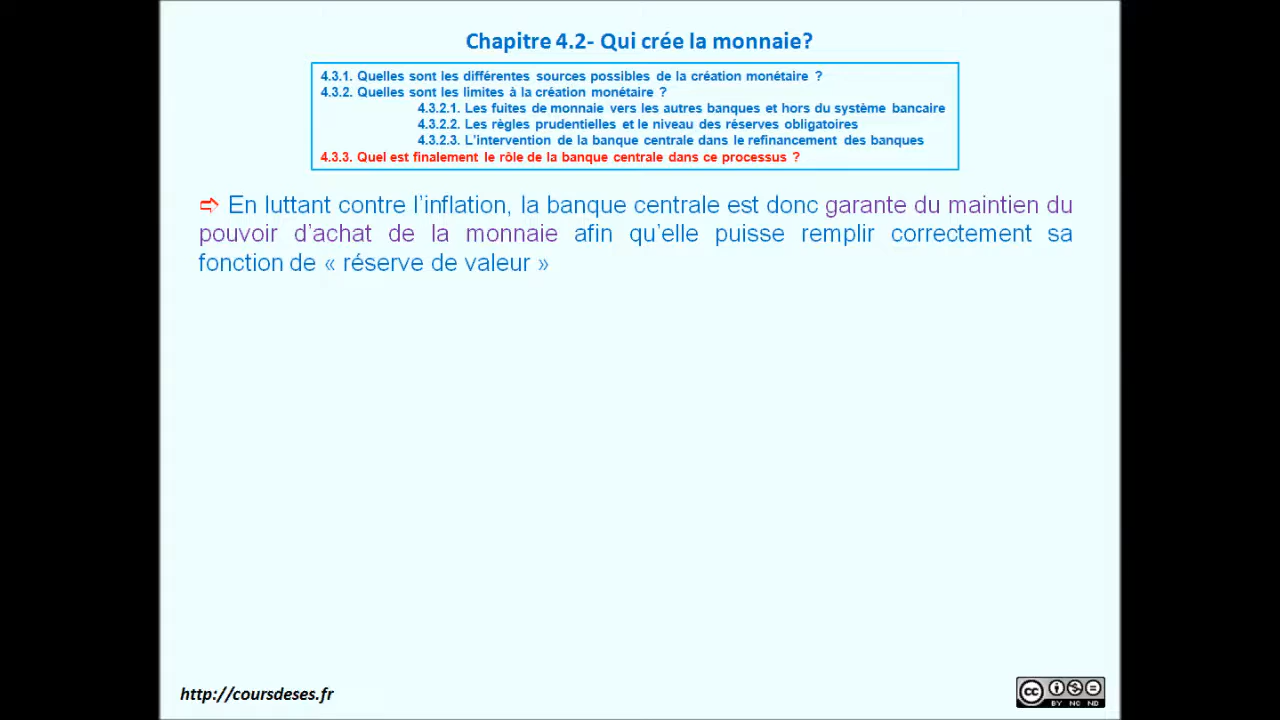 Chapitre 4.2- Qui crée la monnaie?
4.3.1. Quelles sont les différentes sources possibles de la création monétaire ?
4.3.2. Quelles sont les limites à la création monétaire ?
4.3.2.1. Les fuites de monnaie vers les autres banques et hors du système bancaire
4.3.2.2. Les règles prudentielles et le niveau des réserves obligatoires
4.3.2.3. L’intervention de la banque centrale dans le refinancement des banques
4.3.3. Quel est finalement le rôle de la banque centrale dans ce processus ?
➩ En luttant contre l’inflation, la banque centrale est donc garante du maintien du
pouvoir d’achat de la monnaie afin qu’elle puisse remplir correctement sa
fonction de « réserve de valeur »
http://coursdeses.fr
cc
BY NC ND